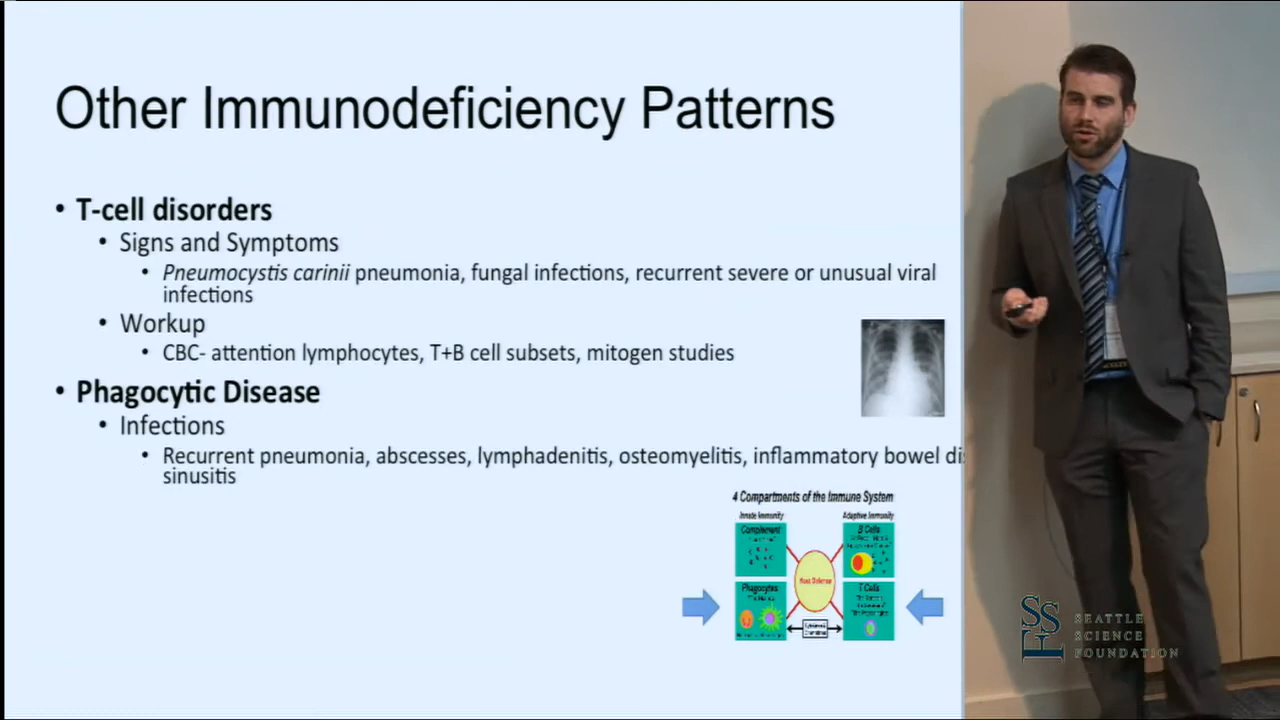 Other Immunodeficiency Patterns
• T-cell disorders
• Signs and Symptoms
• Pneumocystis carinii pneumonia, fungal infections, recurrent severe or unusual viral
infections
• Workup
• CBC- attention lymphocytes, T+B cell subsets, mitogen studies
• Phagocytic Disease
• Infections
• Recurrent pneumonia, abscesses, lymphadenitis, osteomyelitis, inflammatory bowel di
sinusitis
4 Compartments of the Immune System
Innate Immunity
Adaptive Immunity
Complement
B Cells
Host Defense
Phagocytes
T Cells
SSF
SEATTLE
SCIENCE
FOUNDATION